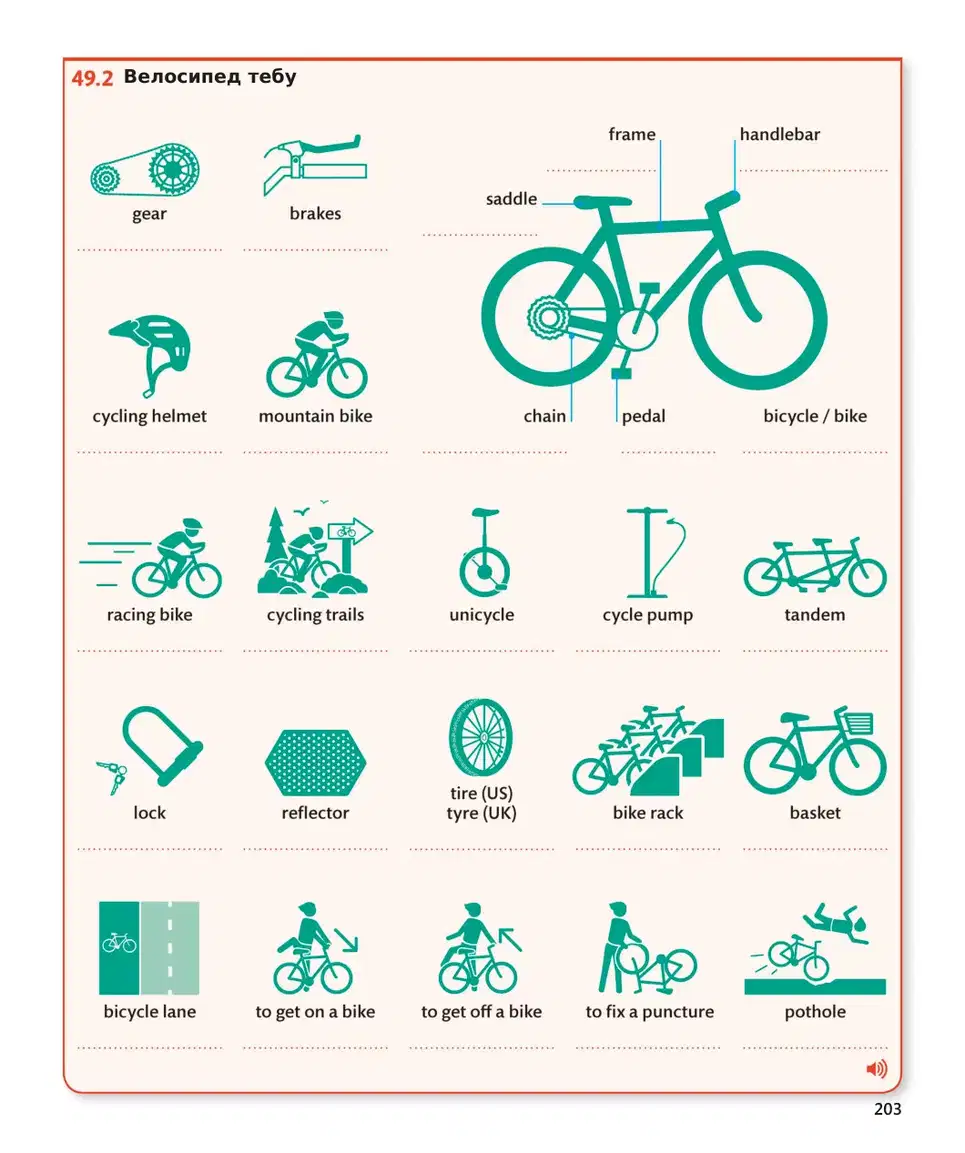 49.2 Велосипед тебу
frame
handlebar
saddle
gear
brakes
cycling helmet
mountain bike
chain
pedal
bicycle / bike
racing bike
cycling trails
unicycle
cycle pump
tandem
lock
reflector
tire (US)
tyre (UK)
bike rack
basket
bicycle lane
to get on a bike
to get off a bike
to fix a puncture
pothole
203